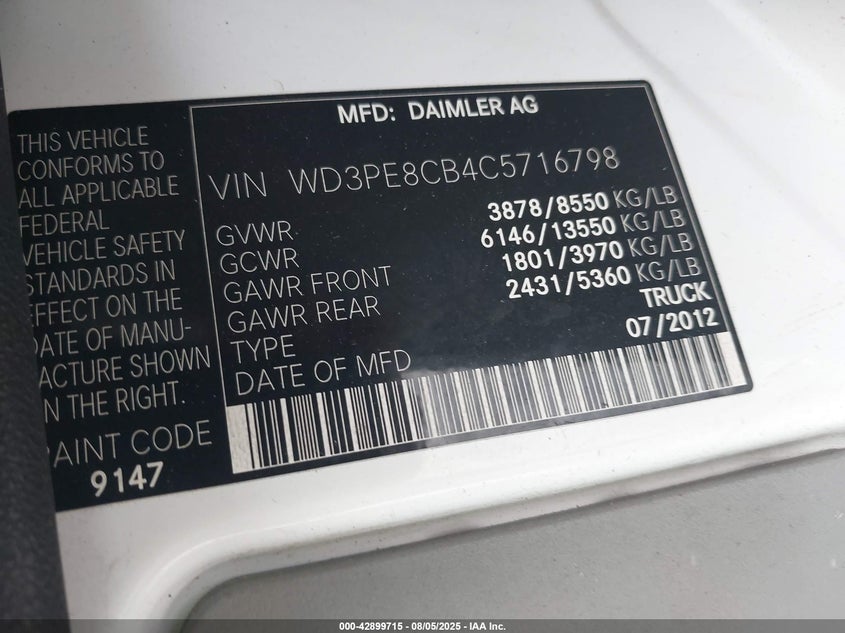 MFD: DAIMLER AG
THIS VEHICLE
CONFORMS TO
ALL APPLICABLE
FEDERAL
VEHICLE SAFETY
STANDARDS IN
EFFECT ON THE
DATE OF MANU-
FACTURE SHOWN
IN THE RIGHT.
PAINT CODE
9147
VIN WD3PE8CB4C5716798
GVWR 3878/8550 KG/LB
GCWR 6146/13550 KG/LB
GAWR FRONT 1801/3970 KG/LB
GAWR REAR 2431/5360 KG/LB
TYPE TRUCK
DATE OF MFD 07/2012
000-42899715 - 08/05/2025 - IAA Inc.